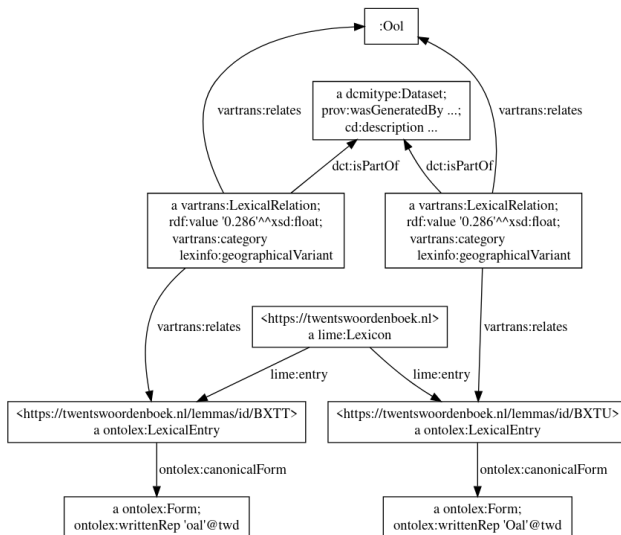 :Ool
a dcmitype:Dataset;
prov:wasGeneratedBy ...;
cd:description ...
vartrans:relates
vartrans:relates
dct:isPartOf
dct:isPartOf
a vartrans:LexicalRelation;
rdf:value '0.286'^^xsd:float;
vartrans:category
lexinfo:geographicalVariant
a vartrans:LexicalRelation;
rdf:value '0.286'^^xsd:float;
vartrans:category
lexinfo:geographicalVariant
<https://twentswoordenboek.nl>
a lime:Lexicon
vartrans:relates
vartrans:relates
lime:entry
lime:entry
<https://twentswoordenboek.nl/lemmas/id/BXTT>
a ontolex:LexicalEntry
<https://twentswoordenboek.nl/lemmas/id/BXTU>
a ontolex:LexicalEntry
ontolex:canonicalForm
ontolex:canonicalForm
a ontolex:Form;
ontolex:writtenRep 'oal'@twd
a ontolex:Form;
ontolex:writtenRep 'Oal'@twd